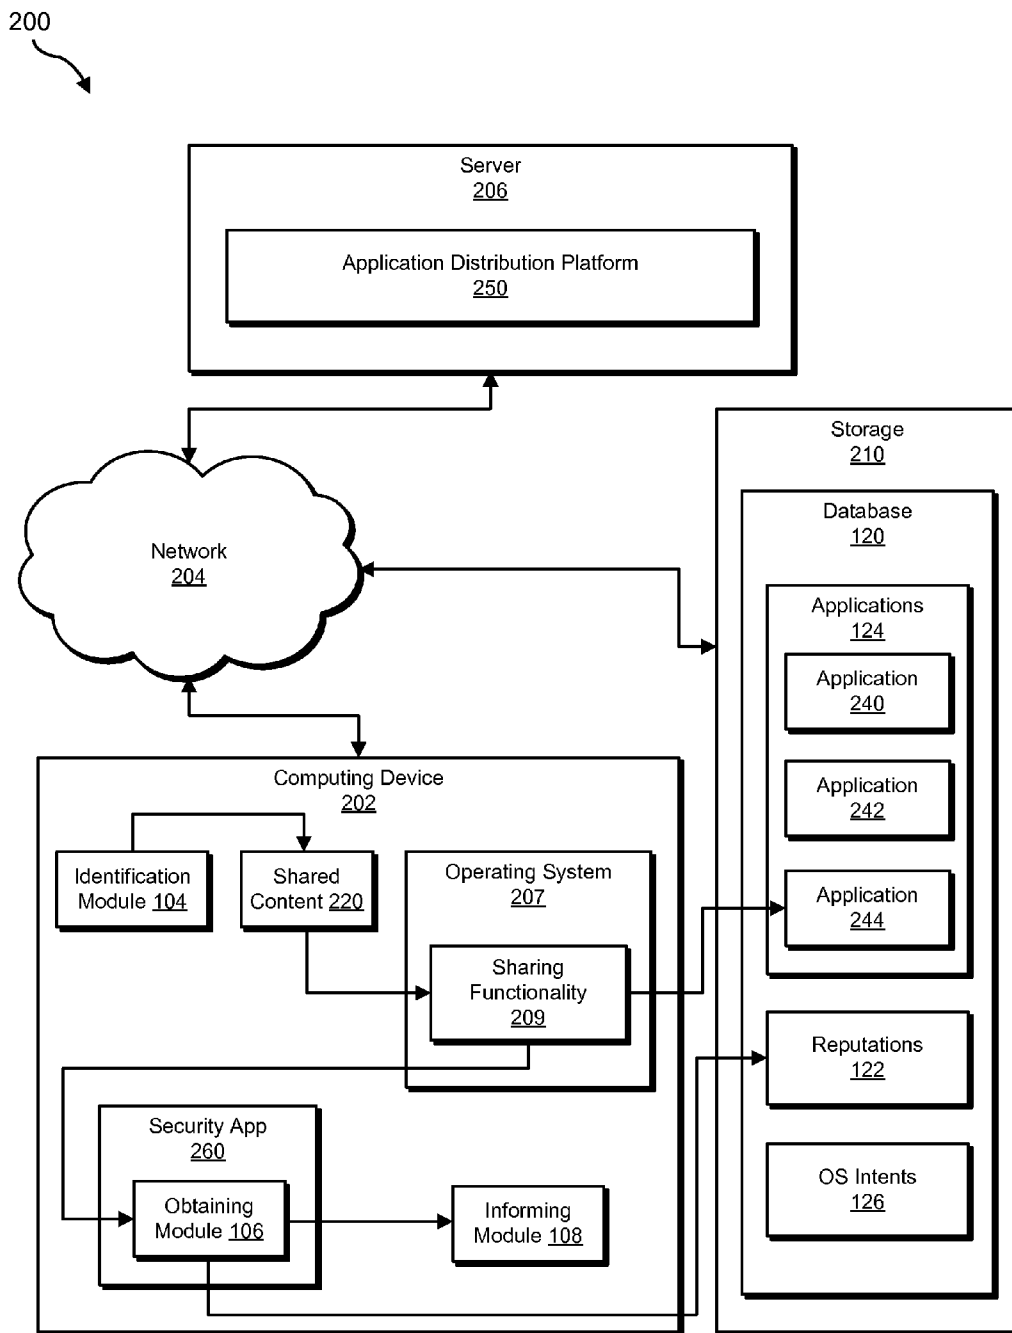 200
Server
206
Application Distribution Platform
250
Storage
210
Database
120
Network
204
Applications
124
Application
240
Application
242
Application
244
Computing Device
202
Identification
Module 104
Shared
Content 220
Operating System
207
Sharing
Functionality
209
Reputations
122
Security App
260
Obtaining
Module 106
Informing
Module 108
OS Intents
126